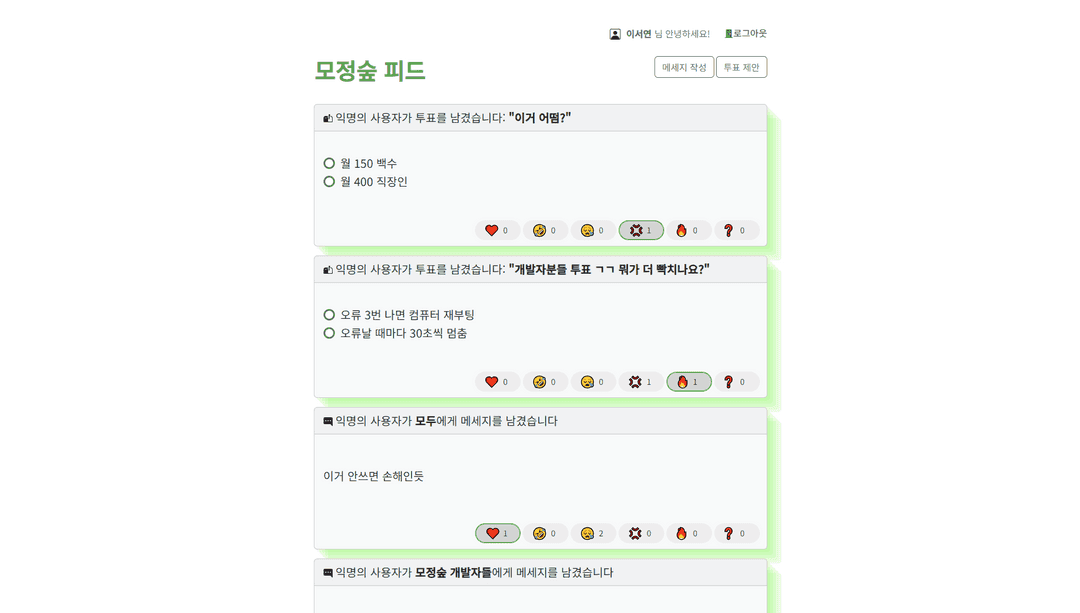 이서연 님 안녕하세요! 로그아웃
모정숲 피드
메세지 작성 투표 제안
익명의 사용자가 투표를 남겼습니다: "이거 어떰?"
월 150 백수
월 400 직장인
0 0 0 1 0 0
익명의 사용자가 투표를 남겼습니다: "개발자분들 투표 ㄱㄱ 뭐가 더 빡치나요?"
오류 3번 나면 컴퓨터 재부팅
오류날 때마다 30초씩 멈춤
0 0 0 1 1 0
익명의 사용자가 모두에게 메세지를 남겼습니다
이거 안쓰면 손해인듯
1 0 2 0 0 0
익명의 사용자가 모정숲 개발자들에게 메세지를 남겼습니다